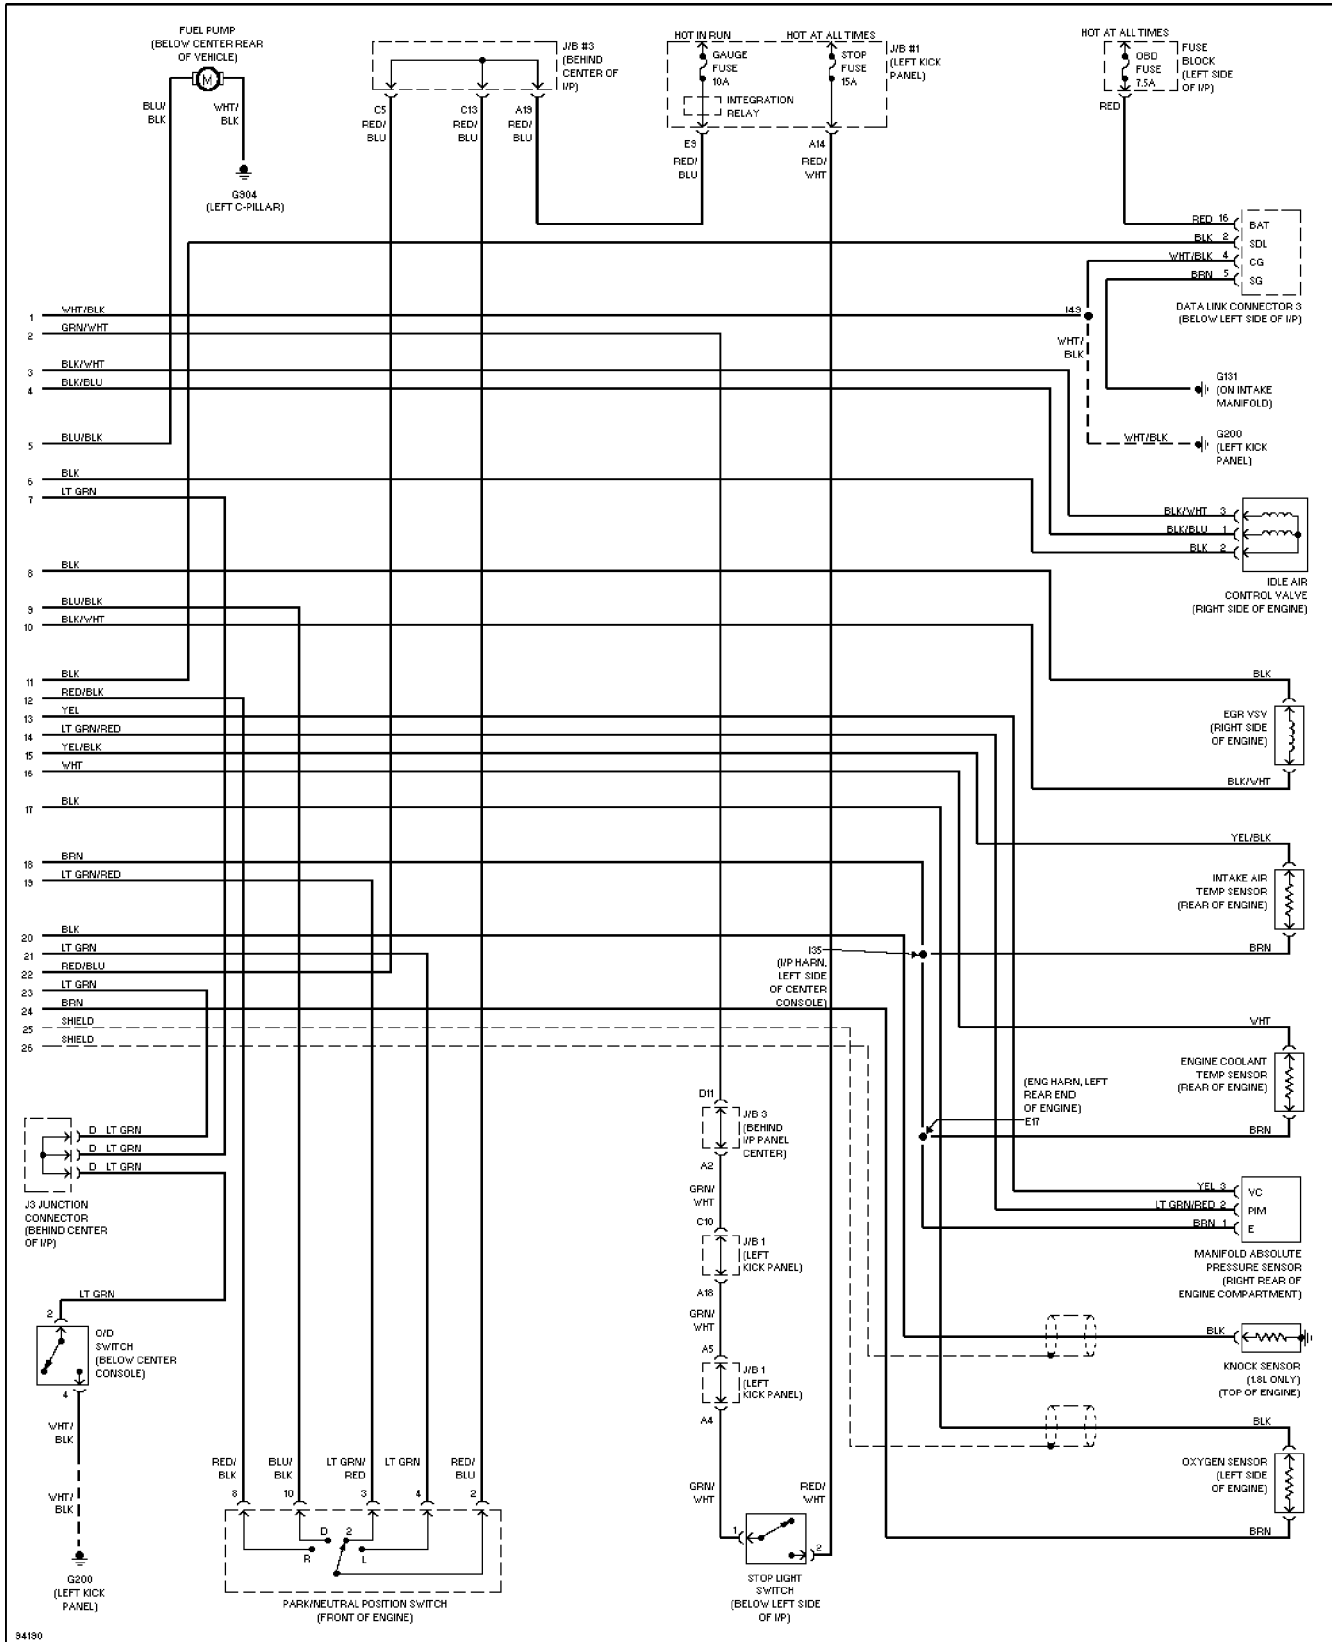 FUEL PUMP
(BELOW CENTER REAR
OF VEHICLE)
M
BLU/
BLK
WHT/
BLK
G904
(LEFT C-PILLAR)
J/B #3
(BEHIND
CENTER OF
I/P)
C5
C13
A19
RED/
BLU
RED/
BLU
RED/
BLU
HOT IN RUN
HOT AT ALL TIMES
GAUGE
FUSE
10A
STOP
FUSE
15A
J/B #1
(LEFT KICK
PANEL)
INTEGRATION
RELAY
E9
A14
RED/
BLU
RED/
WHT
HOT AT ALL TIMES
OBD
FUSE
7.5A
FUSE
BLOCK
(LEFT SIDE
OF I/P)
RED
RED 16 BAT
BLK 2 SDL
WHT/BLK 4 CG
BRN 5 SG
DATA LINK CONNECTOR 3
(BELOW LEFT SIDE OF I/P)
I43
WHT/
BLK
G131
(ON INTAKE
MANIFOLD)
WHT/BLK
G200
(LEFT KICK
PANEL)
1 WHT/BLK
2 GRN/WHT
3 BLK/WHT
4 BLK/BLU
5 BLU/BLK
6 BLK
7 LT GRN
8 BLK
9 BLU/BLK
10 BLK/WHT
11 BLK
12 RED/BLK
13 YEL
14 LT GRN/RED
15 YEL/BLK
16 WHT
17 BLK
18 BRN
19 LT GRN/RED
20 BLK
21 LT GRN
22 RED/BLU
23 LT GRN
24 BRN
25 SHIELD
26 SHIELD
BLK/WHT 3
BLK/BLU 1
BLK 2
IDLE AIR
CONTROL VALVE
(RIGHT SIDE OF ENGINE)
BLK
EGR VSV
(RIGHT SIDE
OF ENGINE)
BLK/WHT
YEL/BLK
INTAKE AIR
TEMP SENSOR
(REAR OF ENGINE)
BRN
I35
(I/P HARN,
LEFT SIDE
OF CENTER
CONSOLE)
WHT
ENGINE COOLANT
TEMP SENSOR
(REAR OF ENGINE)
BRN
(ENG HARN, LEFT
REAR END
OF ENGINE)
E17
D11
J/B 3
(BEHIND
I/P PANEL
CENTER)
A2
GRN/
WHT
C10
J/B 1
(LEFT
KICK PANEL)
A18
GRN/
WHT
A5
J/B 1
(LEFT
KICK PANEL)
A4
GRN/
WHT
RED/
WHT
1
2
STOP LIGHT
SWITCH
(BELOW LEFT SIDE
OF I/P)
D LT GRN
D LT GRN
D LT GRN
J3 JUNCTION
CONNECTOR
(BEHIND CENTER
OF I/P)
LT GRN
2
O/D
SWITCH
(BELOW CENTER
CONSOLE)
4
WHT/
BLK
WHT/
BLK
G200
(LEFT KICK
PANEL)
RED/
BLK
BLU/
BLK
LT GRN/
RED
LT GRN
RED/
BLU
8
10
3
4
2
D 2
R L
PARK/NEUTRAL POSITION SWITCH
(FRONT OF ENGINE)
YEL 3 VC
LT GRN/RED 2 PIM
BRN 1 E
MANIFOLD ABSOLUTE
PRESSURE SENSOR
(RIGHT REAR OF
ENGINE COMPARTMENT)
BLK
KNOCK SENSOR
(1.8L ONLY)
(TOP OF ENGINE)
BLK
OXYGEN SENSOR
(LEFT SIDE
OF ENGINE)
BRN
94190